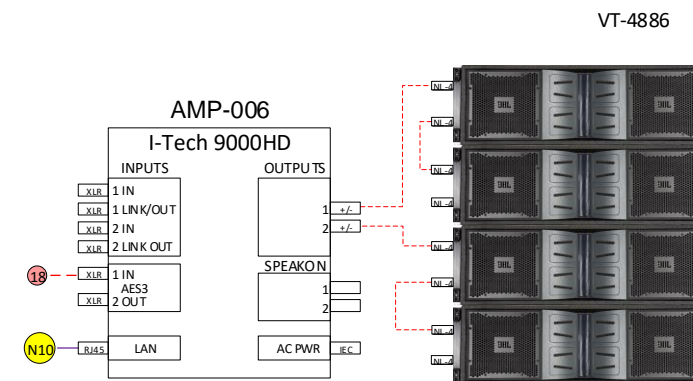 VT-4886
AMP-006
I-Tech 9000HD
INPUTS OUTPUTS
XLR 1 IN
XLR 1 LINK/OUT
XLR 2 IN
XLR 2 LINK OUT
1 +/-
2 +/-
SPEAKON
18 XLR 1 IN
AES3
XLR 2 OUT
1
2
N10 RJ45 LAN
AC PWR IEC
NL-4
NL-4
NL-4
NL-4
NL-4
NL-4
NL-4
NL-4
JBL JBL
JBL JBL
JBL JBL
JBL JBL